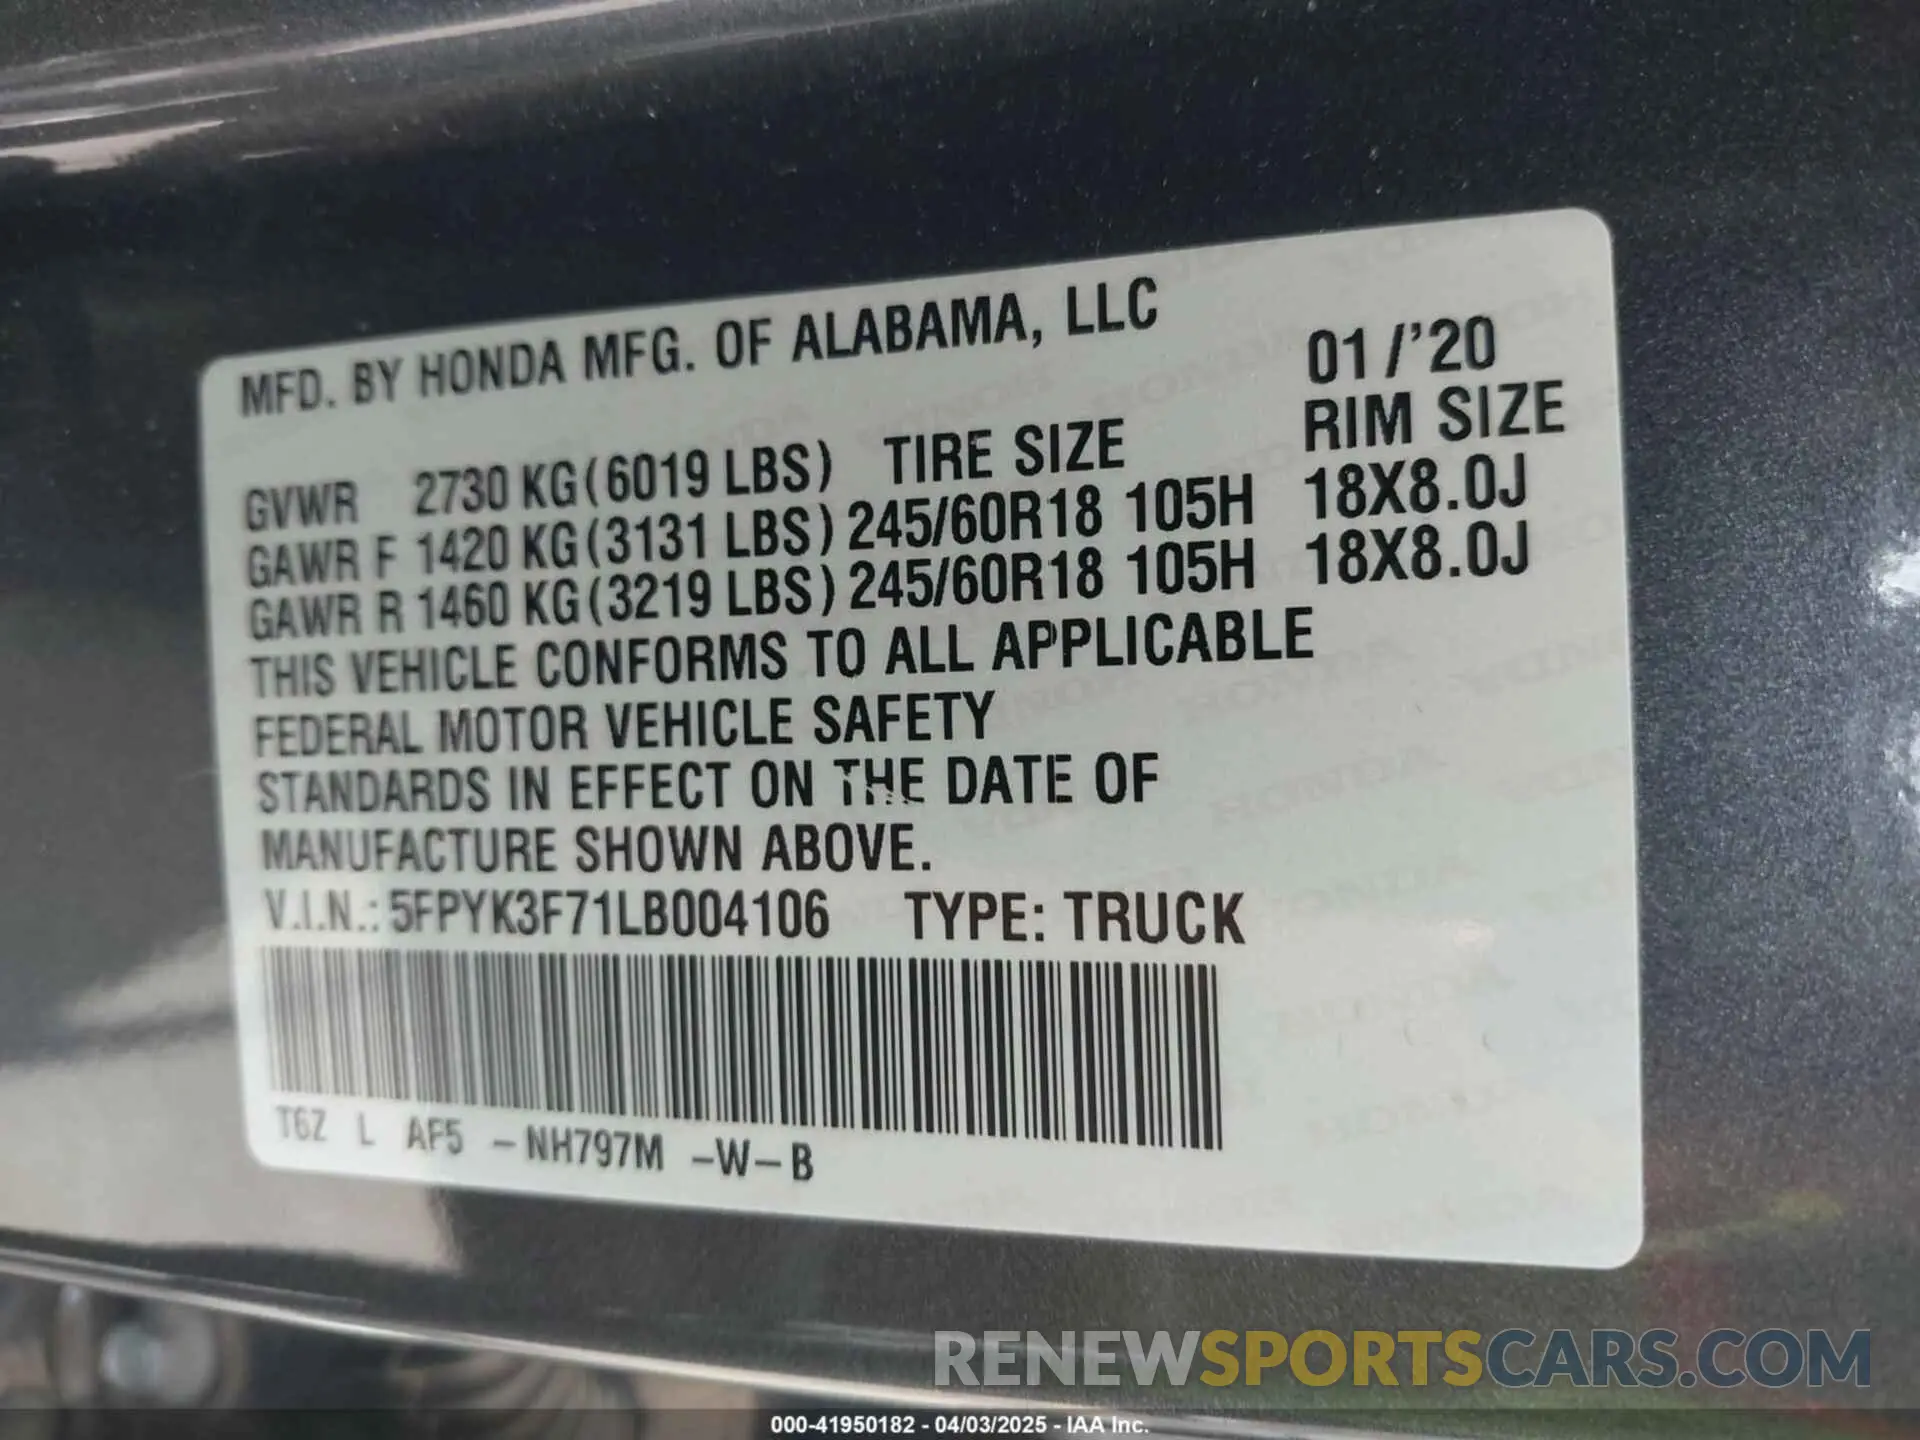 MFD. BY HONDA MFG. OF ALABAMA, LLC 01/'20
GVWR 2730 KG(6019 LBS) TIRE SIZE RIM SIZE
GAWR F 1420 KG(3131 LBS) 245/60R18 105H 18X8.0J
GAWR R 1460 KG(3219 LBS) 245/60R18 105H 18X8.0J
THIS VEHICLE CONFORMS TO ALL APPLICABLE
FEDERAL MOTOR VEHICLE SAFETY
STANDARDS IN EFFECT ON THE DATE OF
MANUFACTURE SHOWN ABOVE.
V.I.N.: 5FPYK3F71LB004106 TYPE: TRUCK
T6Z L AF5 -NH797M -W-B
RENEWSPORTSCARS.COM
000-41950182 - 04/03/2025 - IAA Inc.